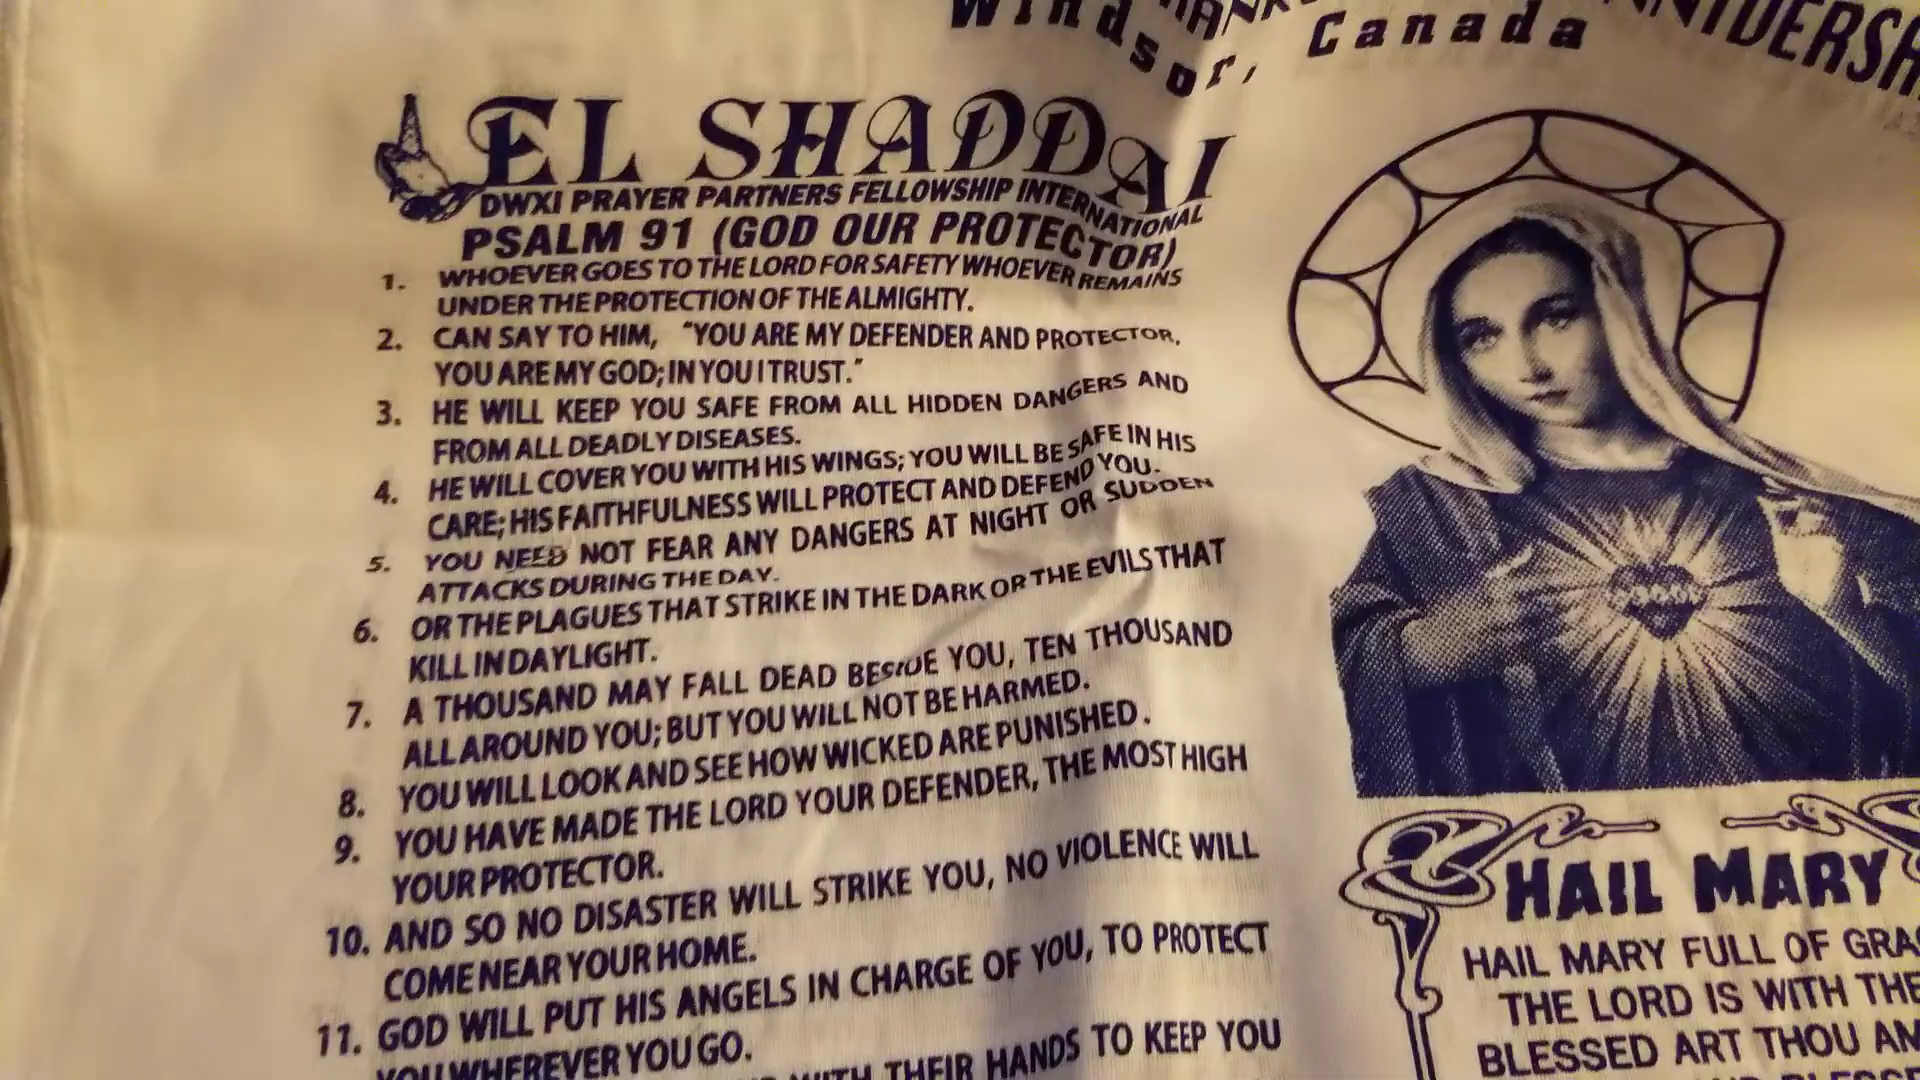 Windsor, Canada
EL SHADDAI
DWXI PRAYER PARTNERS FELLOWSHIP INTERNATIONAL
PSALM 91 (GOD OUR PROTECTOR)
1. WHOEVER GOES TO THE LORD FOR SAFETY WHOEVER REMAINS
UNDER THE PROTECTION OF THE ALMIGHTY.
2. CAN SAY TO HIM, "YOU ARE MY DEFENDER AND PROTECTOR,
YOU ARE MY GOD; IN YOU I TRUST."
3. HE WILL KEEP YOU SAFE FROM ALL HIDDEN DANGERS AND
FROM ALL DEADLY DISEASES.
4. HE WILL COVER YOU WITH HIS WINGS; YOU WILL BE SAFE IN HIS
CARE; HIS FAITHFULNESS WILL PROTECT AND DEFEND YOU.
5. YOU NEED NOT FEAR ANY DANGERS AT NIGHT OR SUDDEN
ATTACKS DURING THE DAY.
6. OR THE PLAGUES THAT STRIKE IN THE DARK OR THE EVILS THAT
KILL IN DAYLIGHT.
7. A THOUSAND MAY FALL DEAD BESIDE YOU, TEN THOUSAND
ALL AROUND YOU; BUT YOU WILL NOT BE HARMED.
8. YOU WILL LOOK AND SEE HOW WICKED ARE PUNISHED.
9. YOU HAVE MADE THE LORD YOUR DEFENDER, THE MOST HIGH
YOUR PROTECTOR.
10. AND SO NO DISASTER WILL STRIKE YOU, NO VIOLENCE WILL
COME NEAR YOUR HOME.
11. GOD WILL PUT HIS ANGELS IN CHARGE OF YOU, TO PROTECT
YOU WHEREVER YOU GO.
WITH THEIR HANDS TO KEEP YOU
HAIL MARY
HAIL MARY FULL OF
THE LORD IS WITH
BLESSED ART THOU